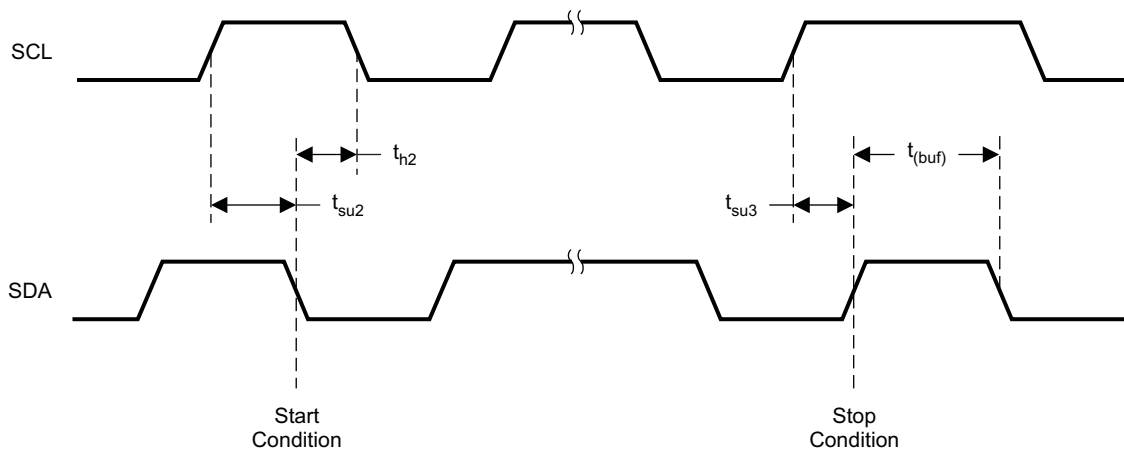 SCL
t_h2
t_(buf)
t_su2
t_su3
SDA
Start
Condition
Stop
Condition